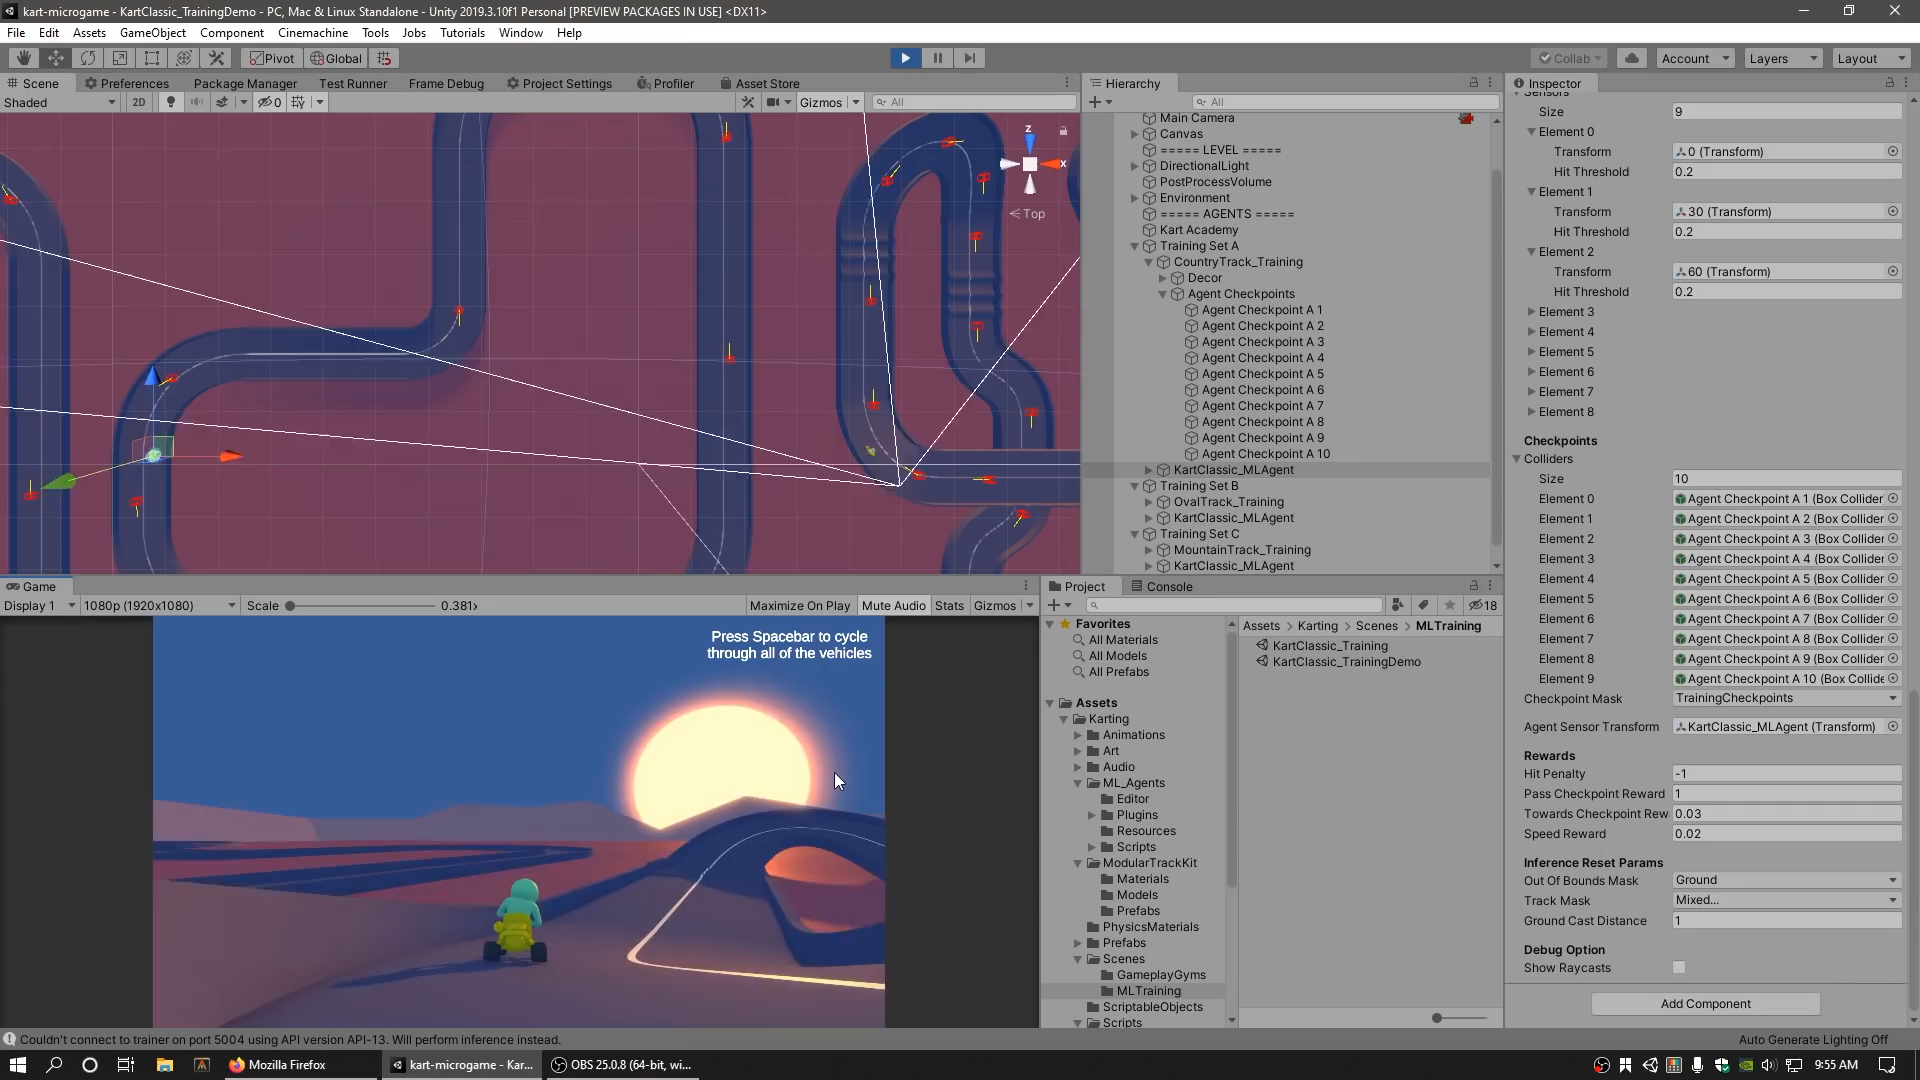 kart-microgame - KartClassic_TrainingDemo - PC, Mac & Linux Standalone - Unity 2019.3.10f1 Personal [PREVIEW PACKAGES IN USE] <DX11>
File Edit Assets GameObject Component Cinemachine Tools Jobs Tutorials Window Help
Pivot Global Collab Account Layers Layout
Scene Preferences Package Manager Test Runner Frame Debug Project Settings Profiler Asset Store
Shaded 2D 0 Gizmos All
z
x
Top
Hierarchy
All
Main Camera
Canvas
===== LEVEL =====
DirectionalLight
PostProcessVolume
Environment
===== AGENTS =====
Kart Academy
Training Set A
CountryTrack_Training
Decor
Agent Checkpoints
Agent Checkpoint A 1
Agent Checkpoint A 2
Agent Checkpoint A 3
Agent Checkpoint A 4
Agent Checkpoint A 5
Agent Checkpoint A 6
Agent Checkpoint A 7
Agent Checkpoint A 8
Agent Checkpoint A 9
Agent Checkpoint A 10
KartClassic_MLAgent
Training Set B
OvalTrack_Training
KartClassic_MLAgent
Training Set C
MountainTrack_Training
KartClassic_MLAgent
Inspector
Sensors
Size 9
Element 0
Transform 0 (Transform)
Hit Threshold 0.2
Element 1
Transform 30 (Transform)
Hit Threshold 0.2
Element 2
Transform 60 (Transform)
Hit Threshold 0.2
Element 3
Element 4
Element 5
Element 6
Element 7
Element 8
Checkpoints
Colliders
Size 10
Element 0 Agent Checkpoint A 1 (Box Collider
Element 1 Agent Checkpoint A 2 (Box Collider
Element 2 Agent Checkpoint A 3 (Box Collider
Element 3 Agent Checkpoint A 4 (Box Collider
Element 4 Agent Checkpoint A 5 (Box Collider
Element 5 Agent Checkpoint A 6 (Box Collider
Element 6 Agent Checkpoint A 7 (Box Collider
Element 7 Agent Checkpoint A 8 (Box Collider
Element 8 Agent Checkpoint A 9 (Box Collider
Element 9 Agent Checkpoint A 10 (Box Collide
Checkpoint Mask TrainingCheckpoints
Agent Sensor Transform KartClassic_MLAgent (Transform)
Rewards
Hit Penalty -1
Pass Checkpoint Reward 1
Towards Checkpoint Rew 0.03
Speed Reward 0.02
Inference Reset Params
Out Of Bounds Mask Ground
Track Mask Mixed...
Ground Cast Distance 1
Debug Option
Show Raycasts
Add Component
Game
Display 1 1080p (1920x1080) Scale 0.381x Maximize On Play Mute Audio Stats Gizmos
Press Spacebar to cycle
through all of the vehicles
Project Console
18
Favorites
All Materials
All Models
All Prefabs
Assets
Karting
Animations
Art
Audio
ML_Agents
Editor
Plugins
Resources
Scripts
ModularTrackKit
Materials
Models
Prefabs
PhysicsMaterials
Prefabs
Scenes
GameplayGyms
MLTraining
ScriptableObjects
Scripts
Assets > Karting > Scenes > MLTraining
KartClassic_Training
KartClassic_TrainingDemo
Couldn't connect to trainer on port 5004 using API version API-13. Will perform inference instead.
Auto Generate Lighting Off
Mozilla Firefox kart-microgame - Kar... OBS 25.0.8 (64-bit, wi... 9:55 AM